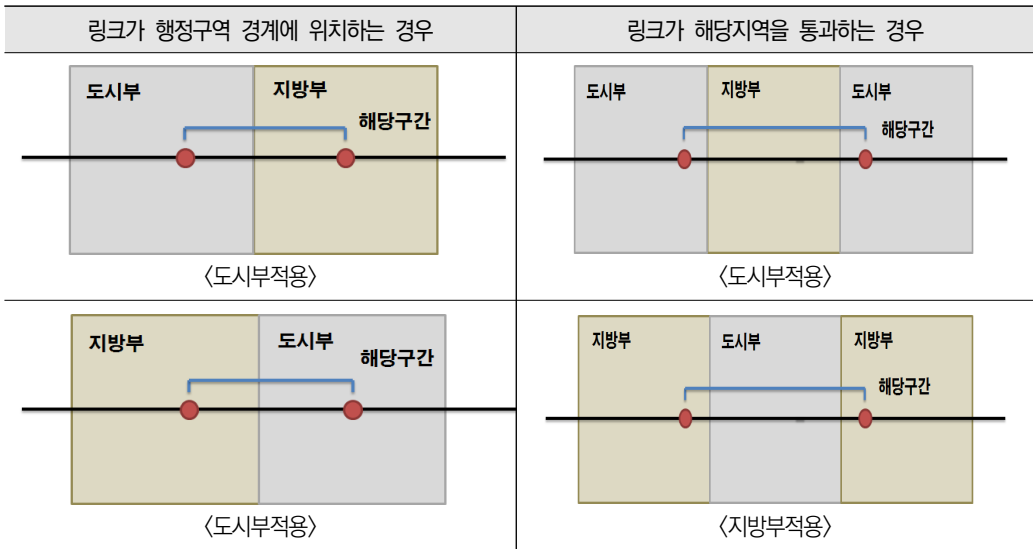 링크가 행정구역 경계에 위치하는 경우
링크가 해당지역을 통과하는 경우
도시부
지방부
해당구간
〈도시부적용〉
도시부
지방부
도시부
해당구간
〈도시부적용〉
지방부
도시부
해당구간
〈도시부적용〉
지방부
도시부
지방부
해당구간
〈지방부적용〉